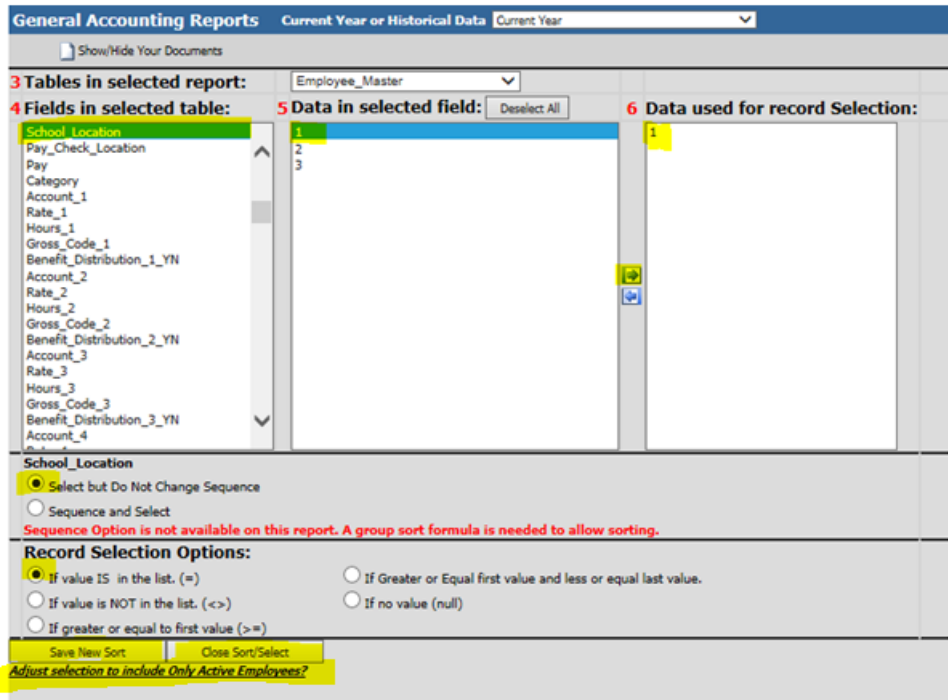 General Accounting Reports Current Year or Historical Data Current Year
Show/Hide Your Documents
3 Tables in selected report: Employee_Master
4 Fields in selected table: 5 Data in selected field: Deselect All 6 Data used for record Selection:
School_Location 1 1
Pay_Check_Location 2
Pay 3
Category
Account_1
Rate_1
Hours_1
Gross_Code_1
Benefit_Distribution_1_YN
Account_2
Rate_2
Hours_2
Gross_Code_2
Benefit_Distribution_2_YN
Account_3
Rate_3
Hours_3
Gross_Code_3
Benefit_Distribution_3_YN
Account_4
School_Location
Select but Do Not Change Sequence
Sequence and Select
Sequence Option is not available on this report. A group sort formula is needed to allow sorting.
Record Selection Options:
If value IS in the list. (=) If Greater or Equal first value and less or equal last value.
If value is NOT in the list. (<>) If no value (null)
If greater or equal to first value (>=)
Save New Sort Close Sort/Select
Adjust selection to include Only Active Employees?